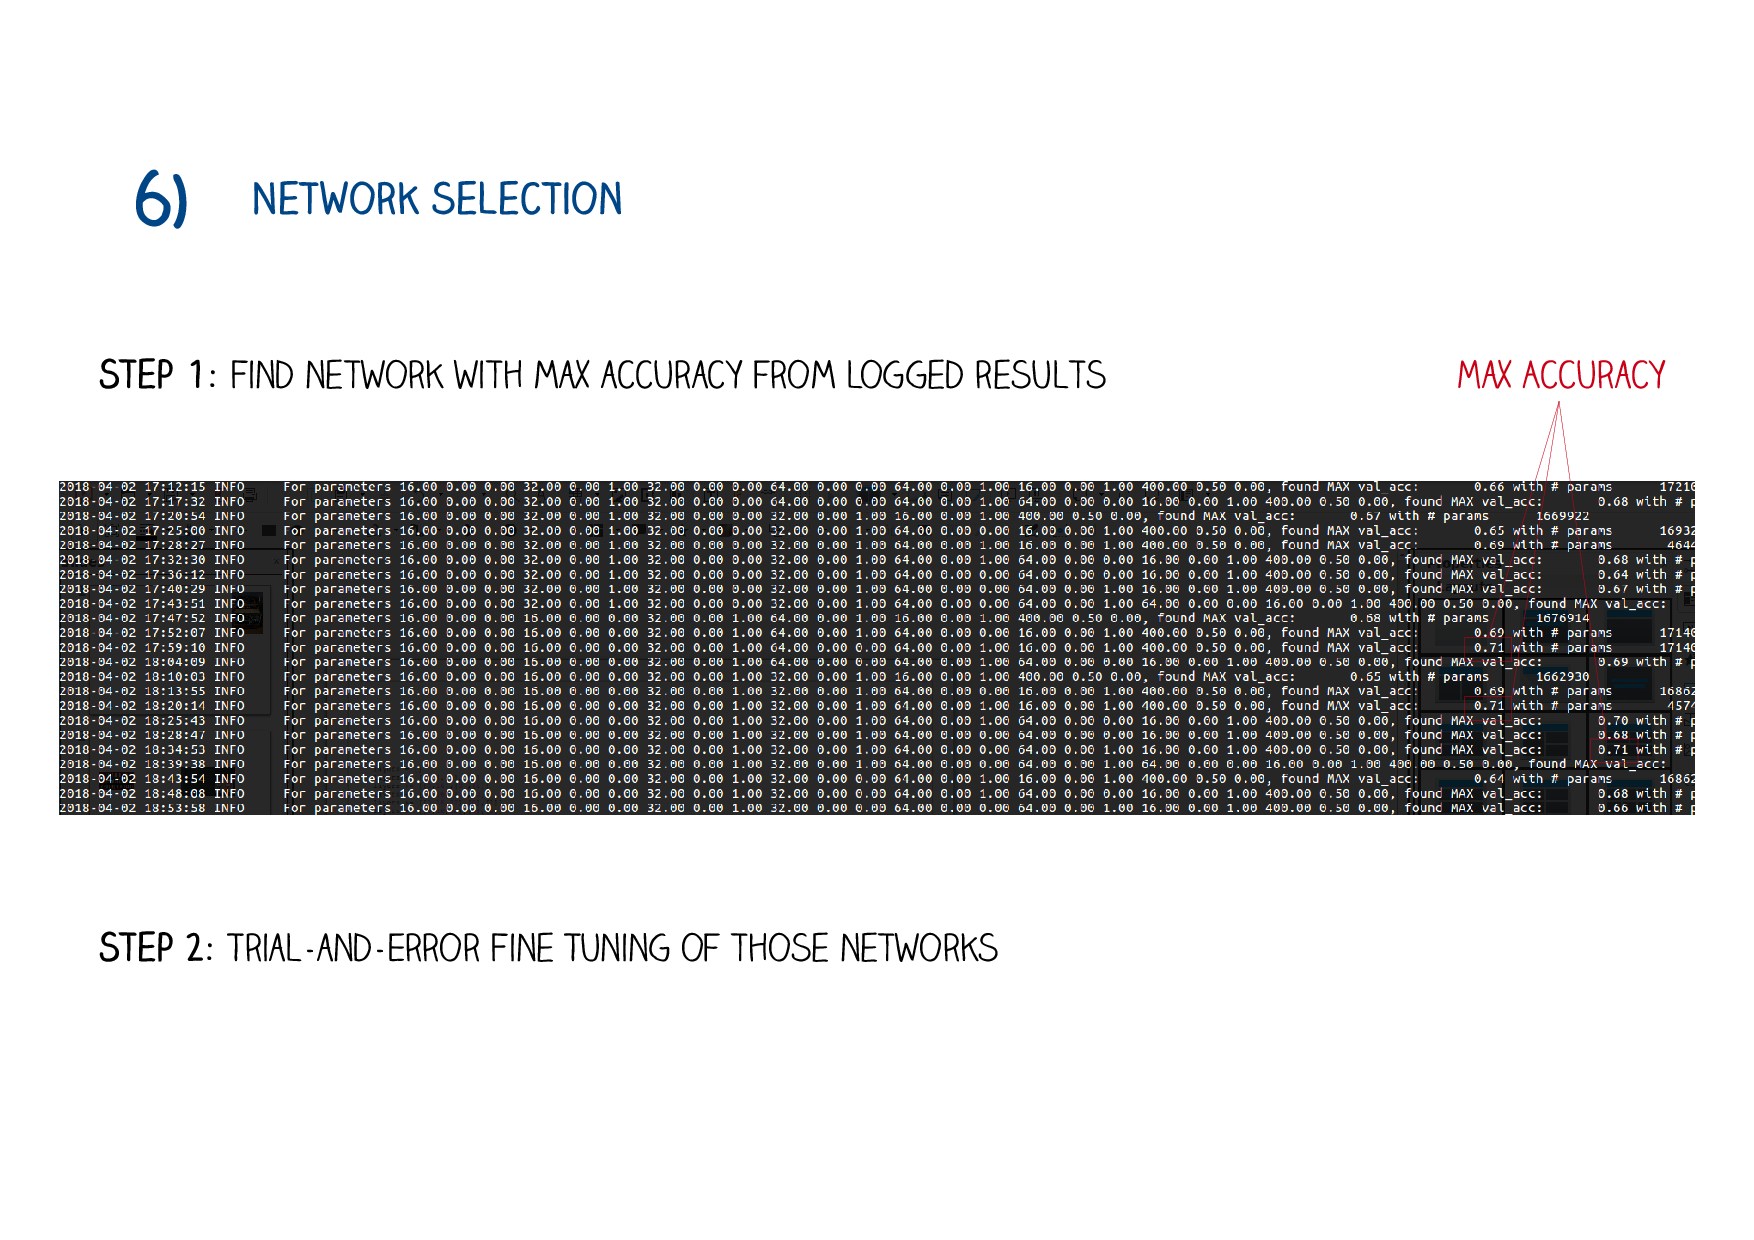 6) NETWORK SELECTION
STEP 1: FIND NETWORK WITH MAX ACCURACY FROM LOGGED RESULTS
MAX ACCURACY
2018-04-02 17:12:15 INFO For parameters 16.00 0.00 0.00 32.00 0.00 1.00 32.00 0.00 0.00 64.00 0.00 0.00 64.00 0.00 1.00 16.00 0.00 1.00 400.00 0.50 0.00, found MAX val_acc: 0.66 with # params 17210
2018-04-02 17:17:32 INFO For parameters 16.00 0.00 0.00 32.00 0.00 1.00 32.00 0.00 0.00 64.00 0.00 0.00 64.00 0.00 1.00 64.00 0.00 0.00 16.00 0.00 1.00 400.00 0.50 0.00, found MAX val_acc: 0.68 with # p
2018-04-02 17:20:54 INFO For parameters 16.00 0.00 0.00 32.00 0.00 1.00 32.00 0.00 0.00 32.00 0.00 1.00 16.00 0.00 1.00 400.00 0.50 0.00, found MAX val_acc: 0.67 with # params 1669922
2018-04-02 17:25:00 INFO For parameters 16.00 0.00 0.00 32.00 0.00 1.00 32.00 0.00 0.00 32.00 0.00 1.00 64.00 0.00 0.00 16.00 0.00 1.00 400.00 0.50 0.00, found MAX val_acc: 0.65 with # params 16932
2018-04-02 17:28:27 INFO For parameters 16.00 0.00 0.00 32.00 0.00 1.00 32.00 0.00 0.00 32.00 0.00 1.00 64.00 0.00 1.00 16.00 0.00 1.00 400.00 0.50 0.00, found MAX val_acc: 0.69 with # params 4644
2018-04-02 17:32:30 INFO For parameters 16.00 0.00 0.00 32.00 0.00 1.00 32.00 0.00 0.00 32.00 0.00 1.00 64.00 0.00 1.00 64.00 0.00 0.00 16.00 0.00 1.00 400.00 0.50 0.00, found MAX val_acc: 0.68 with # p
2018-04-02 17:36:12 INFO For parameters 16.00 0.00 0.00 32.00 0.00 1.00 32.00 0.00 0.00 32.00 0.00 1.00 64.00 0.00 0.00 64.00 0.00 0.00 16.00 0.00 1.00 400.00 0.50 0.00, found MAX val_acc: 0.64 with # p
2018-04-02 17:40:29 INFO For parameters 16.00 0.00 0.00 32.00 0.00 1.00 32.00 0.00 0.00 32.00 0.00 1.00 64.00 0.00 0.00 64.00 0.00 1.00 16.00 0.00 1.00 400.00 0.50 0.00, found MAX val_acc: 0.67 with # p
2018-04-02 17:43:51 INFO For parameters 16.00 0.00 0.00 32.00 0.00 1.00 32.00 0.00 0.00 32.00 0.00 1.00 64.00 0.00 0.00 64.00 0.00 1.00 64.00 0.00 0.00 16.00 0.00 1.00 400.00 0.50 0.00, found MAX val_acc:
2018-04-02 17:47:52 INFO For parameters 16.00 0.00 0.00 16.00 0.00 0.00 32.00 0.00 1.00 64.00 0.00 1.00 16.00 0.00 1.00 400.00 0.50 0.00, found MAX val_acc: 0.68 with # params 1676914
2018-04-02 17:52:07 INFO For parameters 16.00 0.00 0.00 16.00 0.00 0.00 32.00 0.00 1.00 64.00 0.00 1.00 64.00 0.00 0.00 16.00 0.00 1.00 400.00 0.50 0.00, found MAX val_acc: 0.69 with # params 17140
2018-04-02 17:59:10 INFO For parameters 16.00 0.00 0.00 16.00 0.00 0.00 32.00 0.00 1.00 64.00 0.00 0.00 64.00 0.00 1.00 16.00 0.00 1.00 400.00 0.50 0.00, found MAX val_acc: 0.71 with # params 17140
2018-04-02 18:04:09 INFO For parameters 16.00 0.00 0.00 16.00 0.00 0.00 32.00 0.00 1.00 64.00 0.00 0.00 64.00 0.00 1.00 64.00 0.00 0.00 16.00 0.00 1.00 400.00 0.50 0.00, found MAX val_acc: 0.69 with # p
2018-04-02 18:10:03 INFO For parameters 16.00 0.00 0.00 16.00 0.00 0.00 32.00 0.00 1.00 32.00 0.00 1.00 16.00 0.00 1.00 400.00 0.50 0.00, found MAX val_acc: 0.65 with # params 1662930
2018-04-02 18:13:55 INFO For parameters 16.00 0.00 0.00 16.00 0.00 0.00 32.00 0.00 1.00 32.00 0.00 1.00 64.00 0.00 0.00 16.00 0.00 1.00 400.00 0.50 0.00, found MAX val_acc: 0.69 with # params 16862
2018-04-02 18:20:14 INFO For parameters 16.00 0.00 0.00 16.00 0.00 0.00 32.00 0.00 1.00 32.00 0.00 1.00 64.00 0.00 1.00 16.00 0.00 1.00 400.00 0.50 0.00, found MAX val_acc: 0.71 with # params 4574
2018-04-02 18:25:43 INFO For parameters 16.00 0.00 0.00 16.00 0.00 0.00 32.00 0.00 1.00 32.00 0.00 1.00 64.00 0.00 1.00 64.00 0.00 0.00 16.00 0.00 1.00 400.00 0.50 0.00, found MAX val_acc: 0.70 with # p
2018-04-02 18:28:47 INFO For parameters 16.00 0.00 0.00 16.00 0.00 0.00 32.00 0.00 1.00 32.00 0.00 1.00 64.00 0.00 0.00 64.00 0.00 0.00 16.00 0.00 1.00 400.00 0.50 0.00, found MAX val_acc: 0.68 with # p
2018-04-02 18:34:53 INFO For parameters 16.00 0.00 0.00 16.00 0.00 0.00 32.00 0.00 1.00 32.00 0.00 1.00 64.00 0.00 0.00 64.00 0.00 1.00 16.00 0.00 1.00 400.00 0.50 0.00, found MAX val_acc: 0.71 with # p
2018-04-02 18:39:38 INFO For parameters 16.00 0.00 0.00 16.00 0.00 0.00 32.00 0.00 1.00 32.00 0.00 1.00 64.00 0.00 0.00 64.00 0.00 1.00 64.00 0.00 0.00 16.00 0.00 1.00 400.00 0.50 0.00, found MAX val_acc:
2018-04-02 18:43:54 INFO For parameters 16.00 0.00 0.00 16.00 0.00 0.00 32.00 0.00 1.00 32.00 0.00 0.00 64.00 0.00 1.00 16.00 0.00 1.00 400.00 0.50 0.00, found MAX val_acc: 0.64 with # params 16862
2018-04-02 18:48:08 INFO For parameters 16.00 0.00 0.00 16.00 0.00 0.00 32.00 0.00 1.00 32.00 0.00 0.00 64.00 0.00 1.00 64.00 0.00 0.00 16.00 0.00 1.00 400.00 0.50 0.00, found MAX val_acc: 0.68 with # p
2018-04-02 18:53:58 INFO For parameters 16.00 0.00 0.00 16.00 0.00 0.00 32.00 0.00 1.00 32.00 0.00 0.00 64.00 0.00 0.00 64.00 0.00 1.00 16.00 0.00 1.00 400.00 0.50 0.00, found MAX val_acc: 0.66 with # p
STEP 2: TRIAL-AND-ERROR FINE TUNING OF THOSE NETWORKS